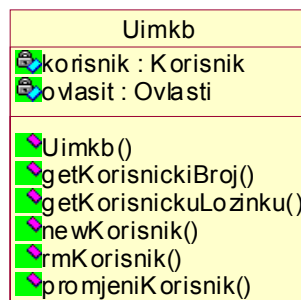 Uimkb
korisnik : Korisnik
ovlasit : Ovlasti
Uimkb()
getKorisnickiBroj()
getKorisnickuLozinku()
newKorisnik()
rmKorisnik()
promjeniKorisnik()